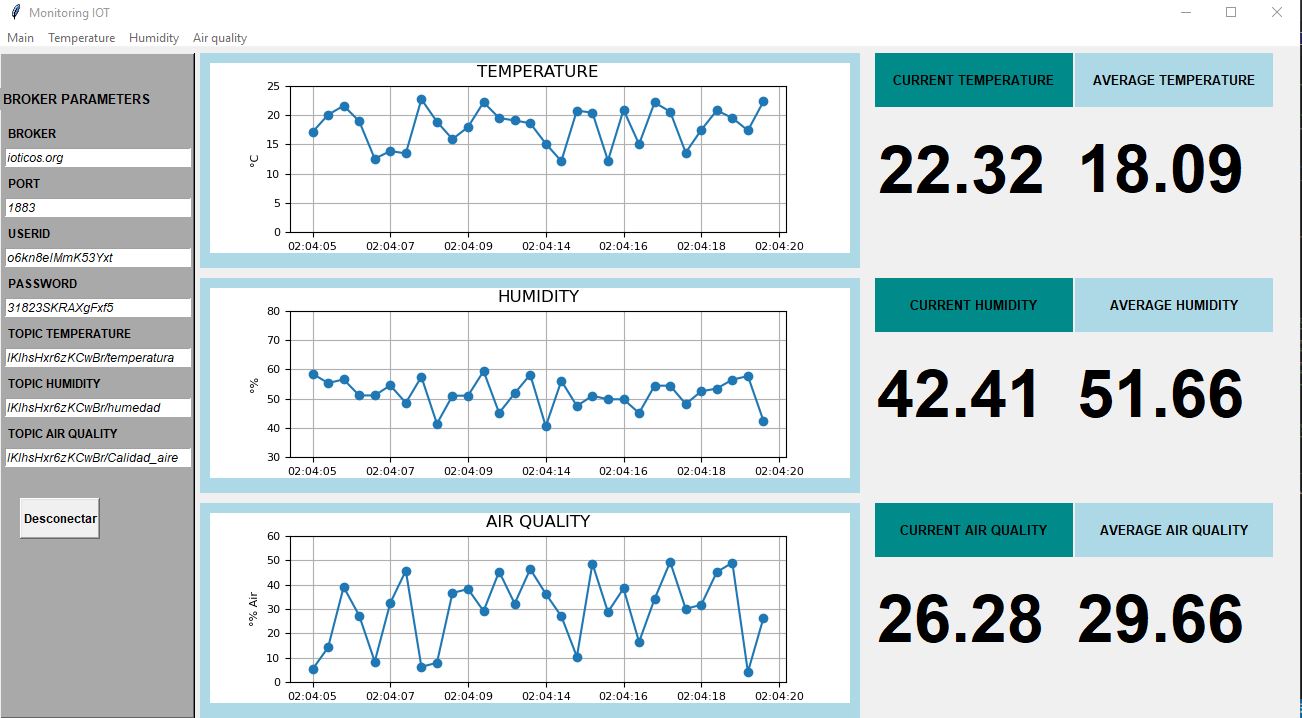 Monitoring IOT
Main Temperature Humidity Air quality
BROKER PARAMETERS
BROKER
ioticos.org
PORT
1883
USERID
o6kn8elMmK53Yxt
PASSWORD
31823SKRAXgFxf5
TOPIC TEMPERATURE
lKlhsHxr6zKCwBr/temperatura
TOPIC HUMIDITY
lKlhsHxr6zKCwBr/humedad
TOPIC AIR QUALITY
lKlhsHxr6zKCwBr/Calidad_aire
Desconectar
TEMPERATURE
25
20
15
10
5
0
°C
02:04:05 02:04:07 02:04:09 02:04:14 02:04:16 02:04:18 02:04:20
CURRENT TEMPERATURE AVERAGE TEMPERATURE
22.32 18.09
HUMIDITY
80
70
60
50
40
30
°%
02:04:05 02:04:07 02:04:09 02:04:14 02:04:16 02:04:18 02:04:20
CURRENT HUMIDITY AVERAGE HUMIDITY
42.41 51.66
AIR QUALITY
60
50
40
30
20
10
0
°% Air
02:04:05 02:04:07 02:04:09 02:04:14 02:04:16 02:04:18 02:04:20
CURRENT AIR QUALITY AVERAGE AIR QUALITY
26.28 29.66